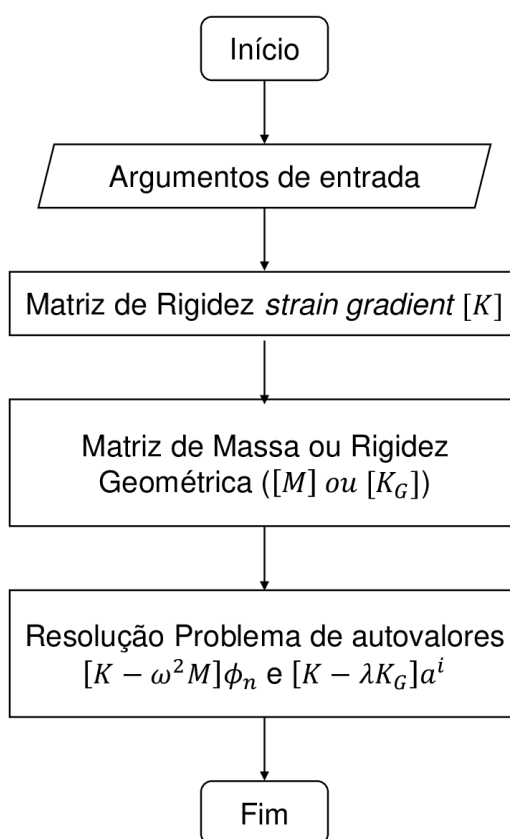 Início
Argumentos de entrada
Matriz de Rigidez strain gradient [K]
Matriz de Massa ou Rigidez
Geométrica ([M] ou [K_G])
Resolução Problema de autovalores
[K − ω²M]ϕ_n e [K − λK_G]aⁱ
Fim